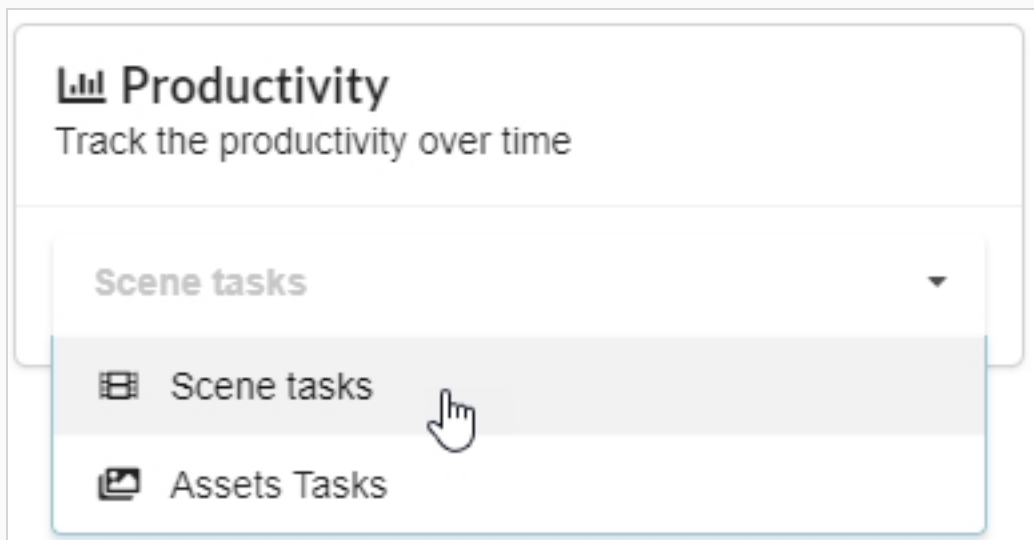 Productivity
Track the productivity over time
Scene tasks
Scene tasks
Assets Tasks